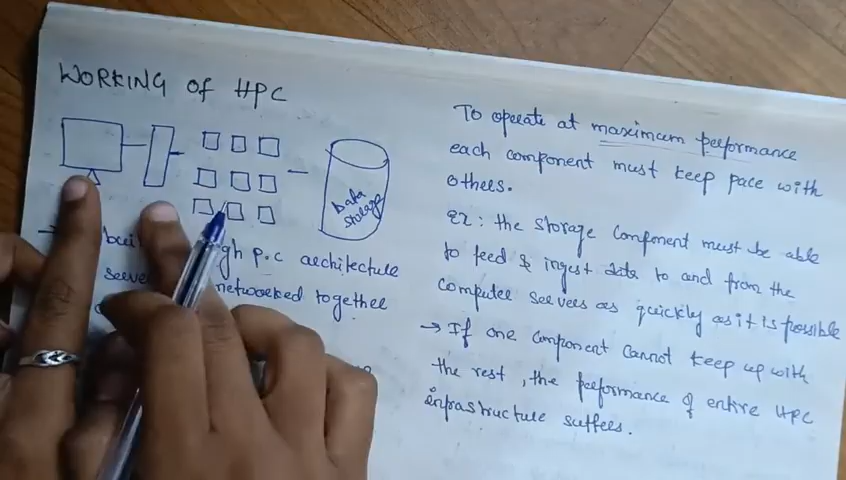 WORKING of HPC
Data
storage
→ buil gh p.c architecture
serve networked together
To operate at maximum performance
each component must keep pace with
others.
Ex: the storage component must be able
to feed & ingest data to and from the
computer servers as quickly as it is possible
→ If one component cannot keep up with
the rest, the performance of entire HPC
infrastructure suffers.